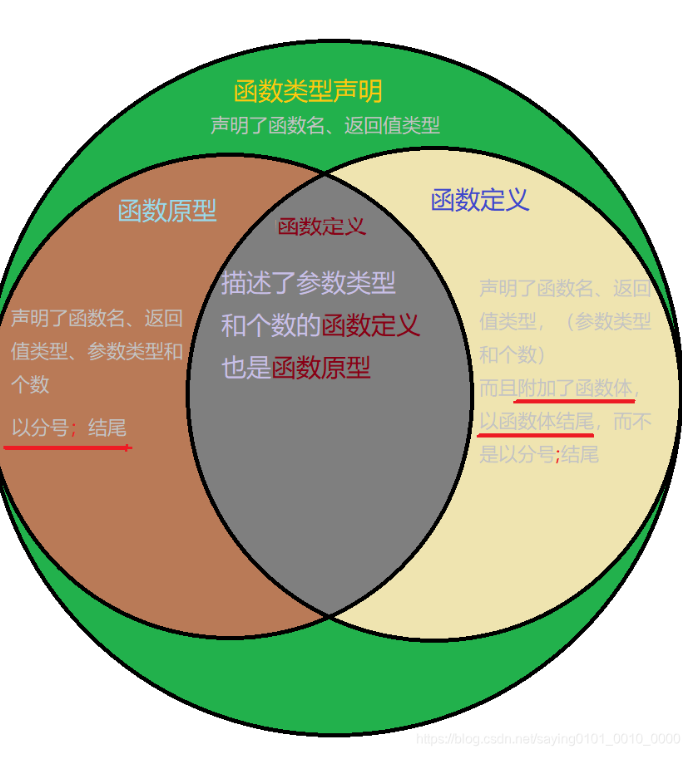 函数类型声明
声明了函数名、返回值类型
函数原型
声明了函数名、返回
值类型、参数类型和
个数
以分号；结尾
函数定义
描述了参数类型
和个数的函数定义
也是函数原型
函数定义
声明了函数名、返回
值类型，（参数类型
和个数）
而且附加了函数体，
以函数体结尾，而不
是以分号;结尾
https://blog.csdn.net/saying0101_0010_0000